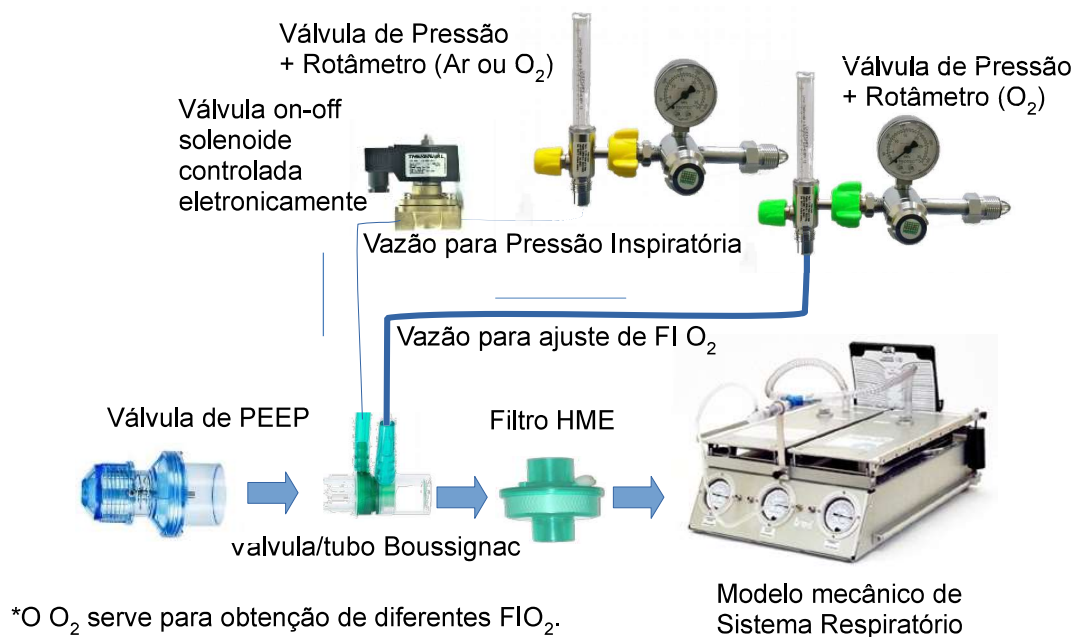 Válvula de Pressão
+ Rotâmetro (Ar ou O₂)
Válvula de Pressão
+ Rotâmetro (O₂)
Válvula on-off
solenoide
controlada
eletronicamente
Vazão para Pressão Inspiratória
Vazão para ajuste de FI O₂
Válvula de PEEP
Filtro HME
Válvula/tubo Boussignac
Modelo mecânico de
Sistema Respiratório
*O O₂ serve para obtenção de diferentes FIO₂.